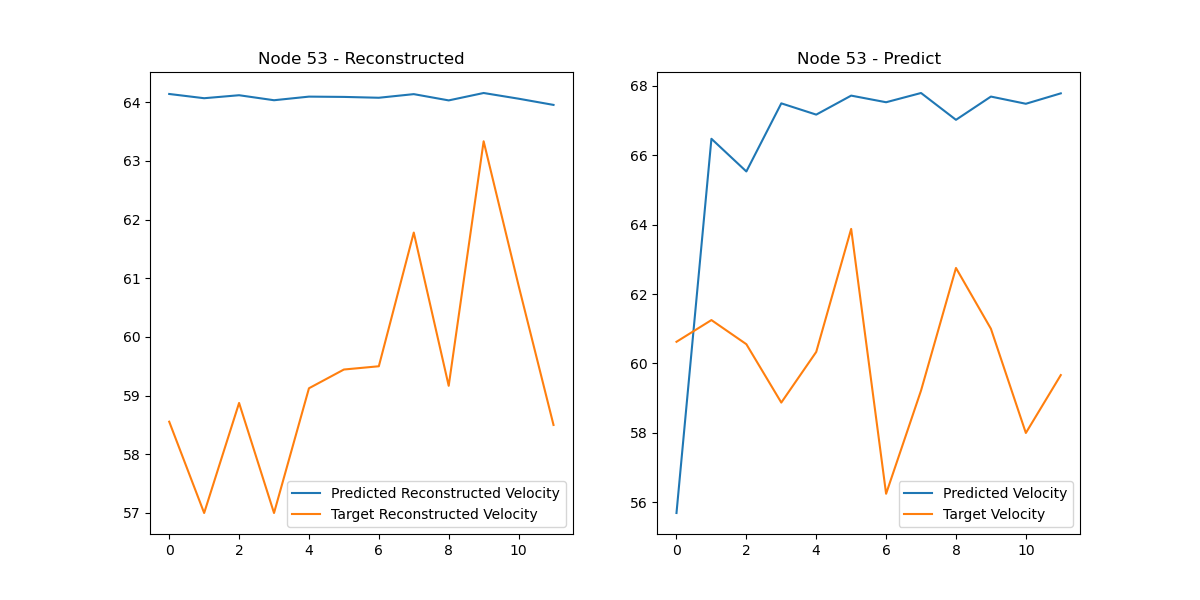 Node 53 - Reconstructed
64
63
62
61
60
59
58
57
0 2 4 6 8 10
Predicted Reconstructed Velocity
Target Reconstructed Velocity
Node 53 - Predict
68
66
64
62
60
58
56
0 2 4 6 8 10
Predicted Velocity
Target Velocity